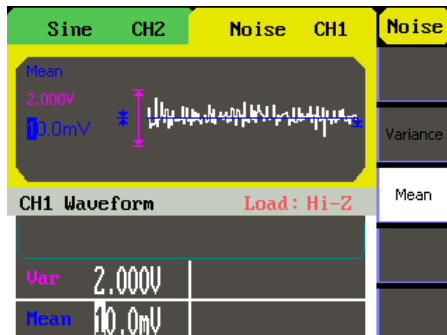 Sine CH2 Noise CH1 Noise
Mean
2.000V
10.0mV
Variance
Mean
CH1 Waveform Load: Hi-Z
Var 2.000V
Mean 10.0mV